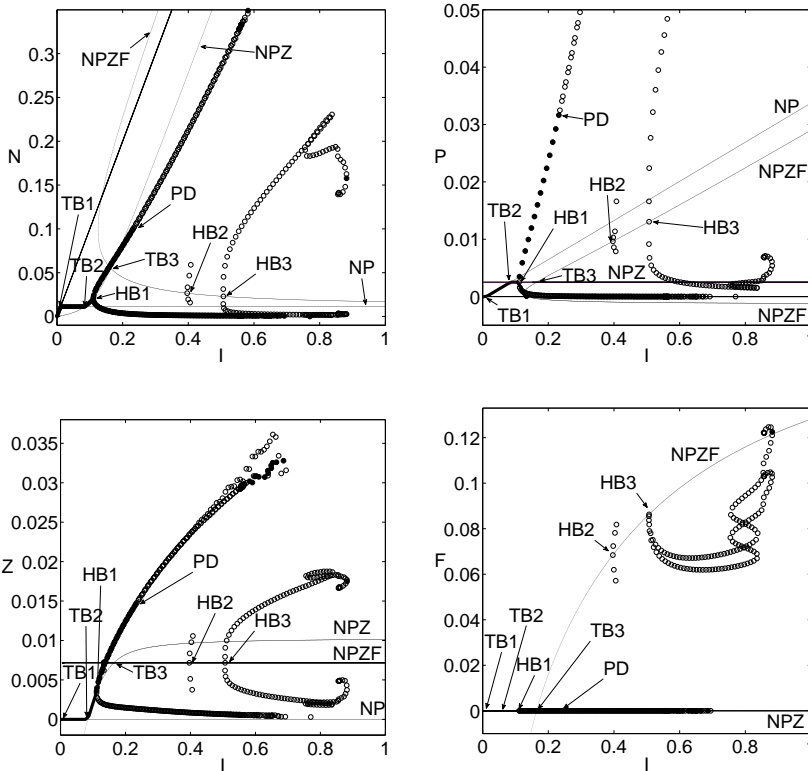 NPZF
NPZ
0.3
N
0.2
0.15
0.1
0.05
0
TB1
PD
TB2
TB3
HB1
HB2
HB3
NP
0 0.2 0.4 0.6 0.8 1
I
0.05
0.04
0.03
P
0.02
0.01
0
PD
NP
NPZF
HB2
TB2
HB1
HB3
TB3
NPZ
TB1
NPZF
0 0.2 0.4 0.6 0.8 1
I
0.035
0.03
0.025
Z
0.02
0.015
0.01
0.005
0
HB1
PD
TB2
HB2
HB3
NPZ
NPZF
TB1
TB3
NP
0 0.2 0.4 0.6 0.8 1
I
0.12
0.1
0.08
F
0.06
0.04
0.02
0
NPZF
HB3
HB2
TB1
TB2
TB3
HB1
PD
NPZ
0 0.2 0.4 0.6 0.8 1
I